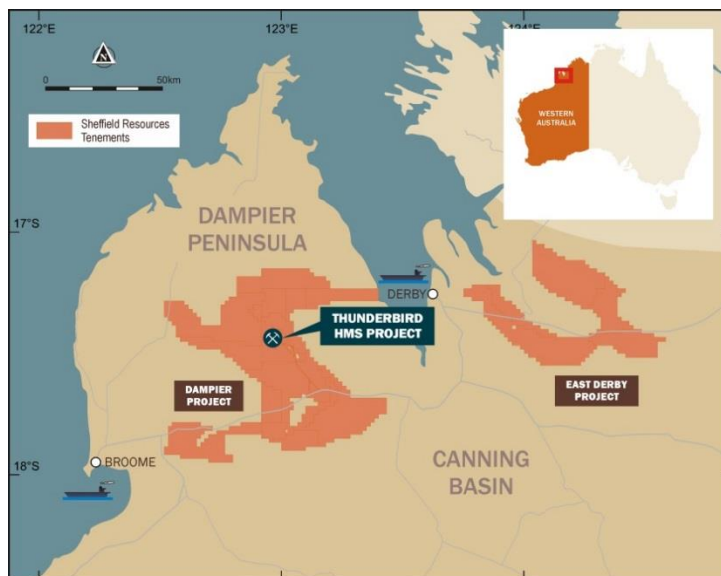 122°E
123°E
124°E
N
0
50km
Sheffield Resources
Tenements
WESTERN
AUSTRALIA
17°S
DAMPIER
PENINSULA
DERBY
THUNDERBIRD
HMS PROJECT
DAMPIER
PROJECT
EAST DERBY
PROJECT
18°S
BROOME
CANNING
BASIN